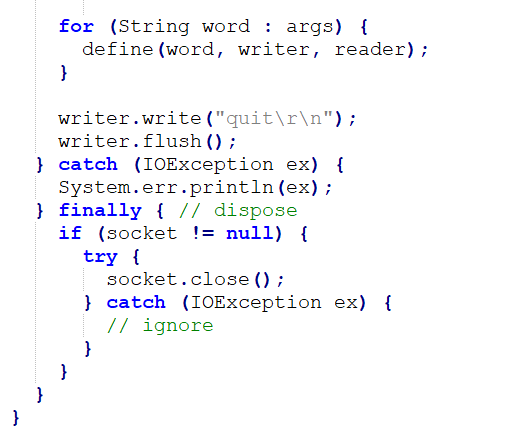 for (String word : args) {
define(word, writer, reader);
}
writer.write("quit\r\n");
writer.flush();
} catch (IOException ex) {
System.err.println(ex);
} finally { // dispose
if (socket != null) {
try {
socket.close();
} catch (IOException ex) {
// ignore
}
}
}
}